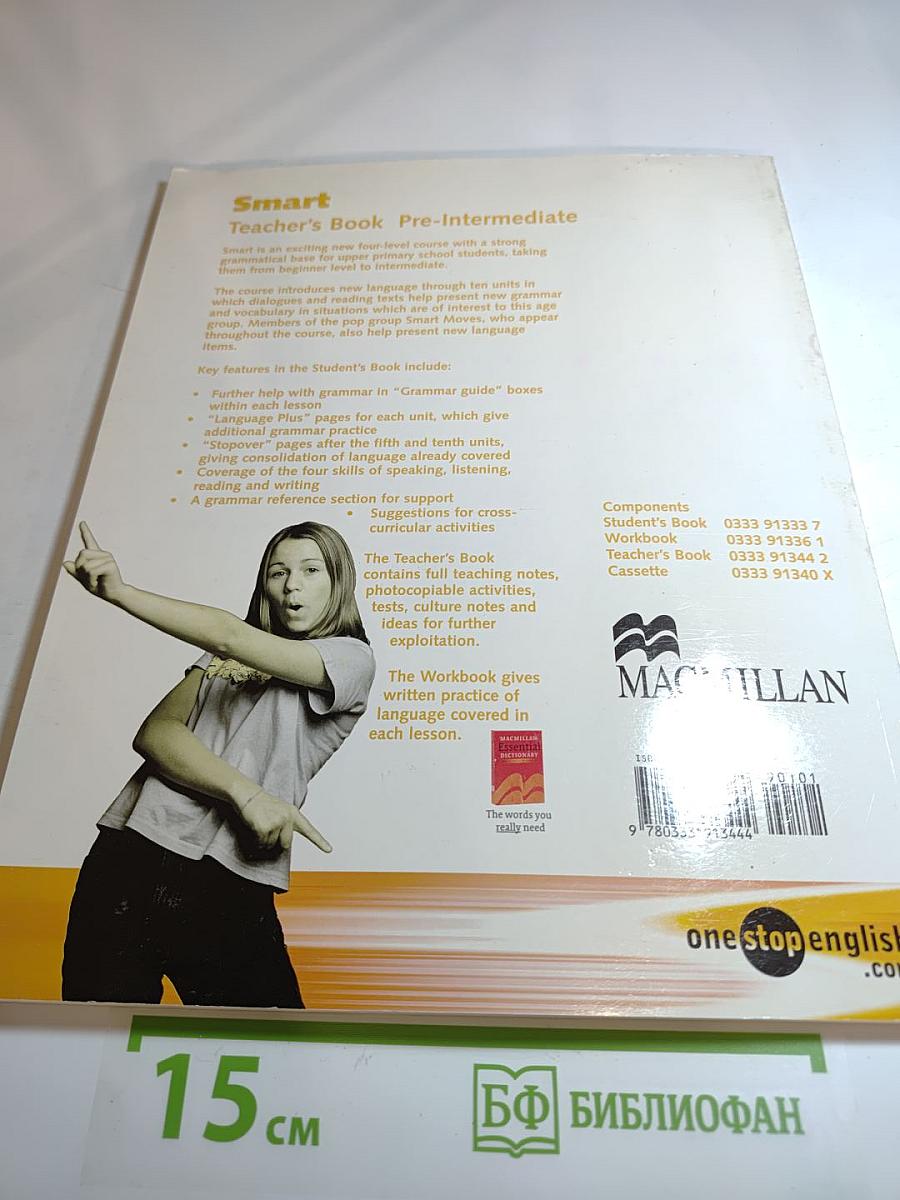 Smart
Teacher's Book Pre-Intermediate
Smart is an exciting new four-level course with a strong
grammatical base for upper primary school students, taking
them from beginner level to intermediate.
The course introduces new language through ten units in
which dialogues and reading texts help present new grammar
and vocabulary in situations which are of interest to this age
group. Members of the pop group Smart Moves, who appear
throughout the course, also help present new language
items.
Key features in the Student's Book include:
• Further help with grammar in “Grammar guide” boxes
within each lesson
• “Language Plus” pages for each unit, which give
additional grammar practice
• “Stopover” pages after the fifth and tenth units,
giving consolidation of language already covered
• Coverage of the four skills of speaking, listening,
reading and writing
• A grammar reference section for support
• Suggestions for cross-
curricular activities
The Teacher's Book
contains full teaching notes,
photocopiable activities,
tests, culture notes and
ideas for further
exploitation.
The Workbook gives
written practice of
language covered in
each lesson.
MACMILLAN
Essential
DICTIONARY
The words you
really need
Components
Student's Book 0333 91333 7
Workbook 0333 91336 1
Teacher's Book 0333 91344 2
Cassette 0333 91340 X
MACMILLAN
90101
9 780333 913444
onestopenglish
.com
15 см
БФ БИБЛИОФАН